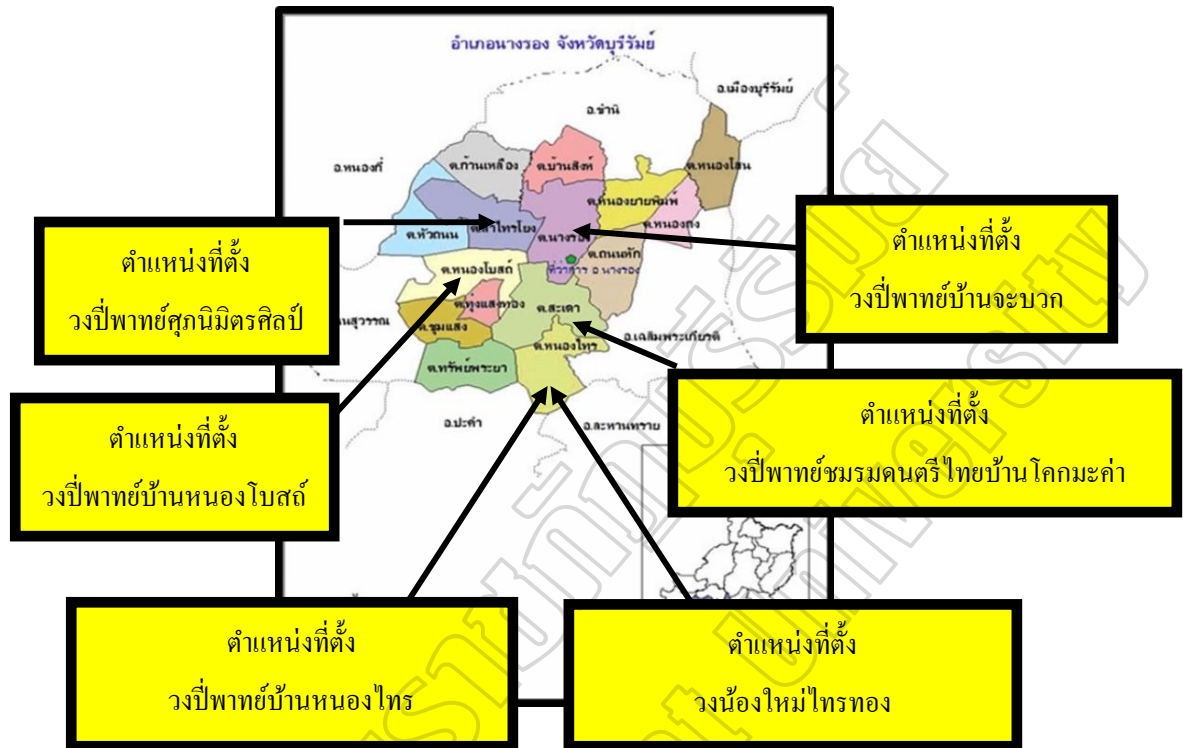 อำเภอนางรอง จังหวัดบุรีรัมย์
อ.เมืองบุรีรัมย์
อ.ชำนิ
อ.หนองกี่
ต.ก้านเหลือง
ต.บ้านสิงห์
ต.หนองโสน
ต.หนองยายพิมพ์
ต.หนองกง
ต.หัวถนน
ต.ลำไทรโยง
ต.นางรอง
ต.ถนนหัก
ที่ว่าการ อ นางรอง
ต.หนองโบสถ์
ต.ทุ่งแสงทอง
ต.สะเดา
นสุวรรณ
ต.ชุมแสง
อ.เฉลิมพระเกียรติ
ต.หนองไทร
ต.ทรัพย์พระยา
อ.ปะคำ
อ.ละหานทราย
ตำแหน่งที่ตั้ง
วงปี่พาทย์ศุภนิมิตรศิลป์
ตำแหน่งที่ตั้ง
วงปี่พาทย์บ้านจะบวก
ตำแหน่งที่ตั้ง
วงปี่พาทย์บ้านหนองโบสถ์
ตำแหน่งที่ตั้ง
วงปี่พาทย์ชมรมดนตรีไทยบ้านโคกมะค่า
ตำแหน่งที่ตั้ง
วงปี่พาทย์บ้านหนองไทร
ตำแหน่งที่ตั้ง
วงน้องใหม่ไทรทอง
University